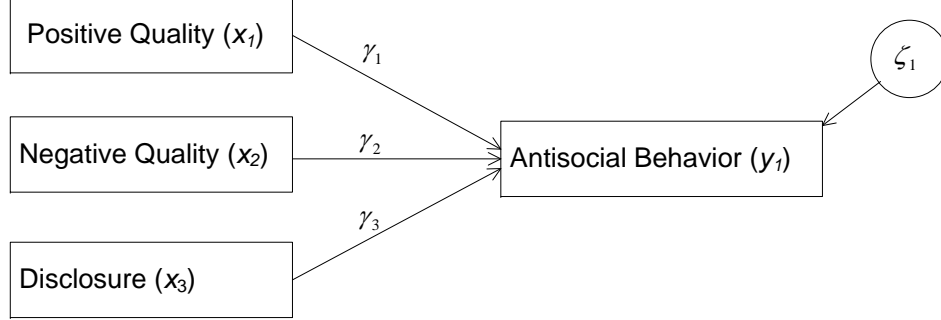 Positive Quality (x₁)
γ₁
ζ₁
Negative Quality (x₂)
γ₂
Antisocial Behavior (y₁)
γ₃
Disclosure (x₃)